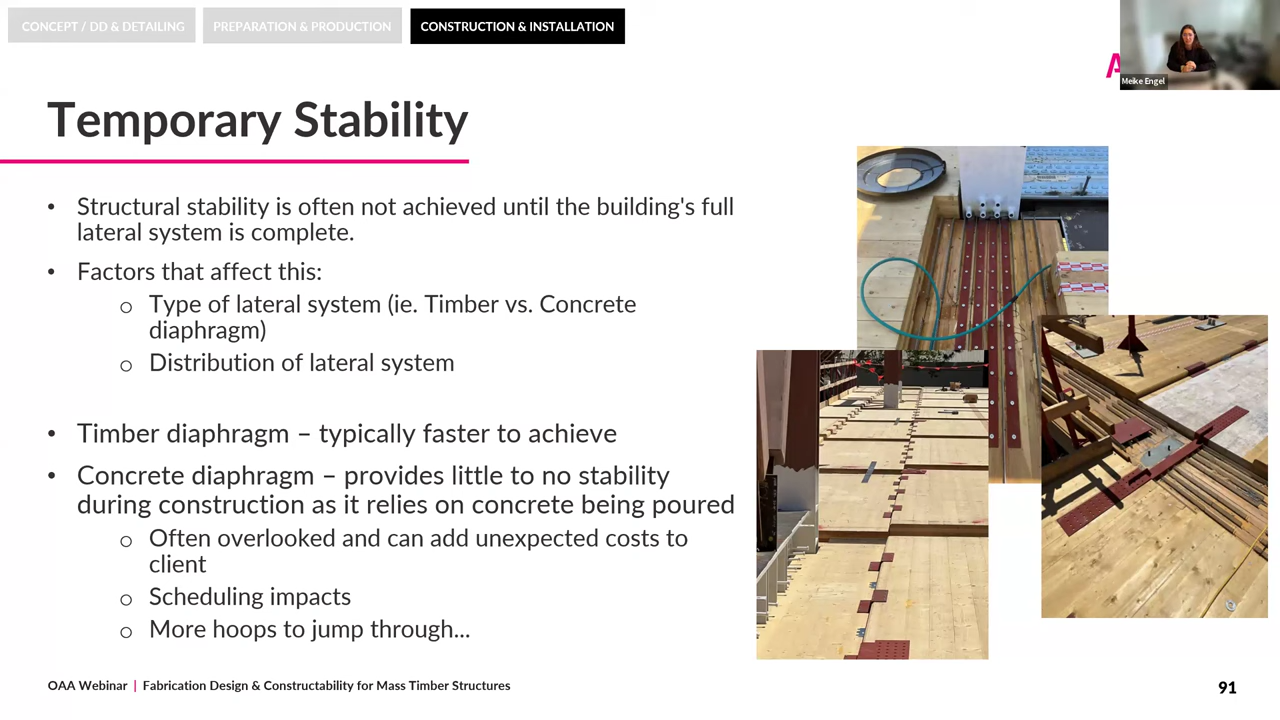 CONCEPT / DD & DETAILING
PREPARATION & PRODUCTION
CONSTRUCTION & INSTALLATION
A
Meike Engel
Temporary Stability
• Structural stability is often not achieved until the building's full
lateral system is complete.
• Factors that affect this:
o Type of lateral system (ie. Timber vs. Concrete
diaphragm)
o Distribution of lateral system
• Timber diaphragm – typically faster to achieve
• Concrete diaphragm – provides little to no stability
during construction as it relies on concrete being poured
o Often overlooked and can add unexpected costs to
client
o Scheduling impacts
o More hoops to jump through...
OAA Webinar | Fabrication Design & Constructability for Mass Timber Structures
91